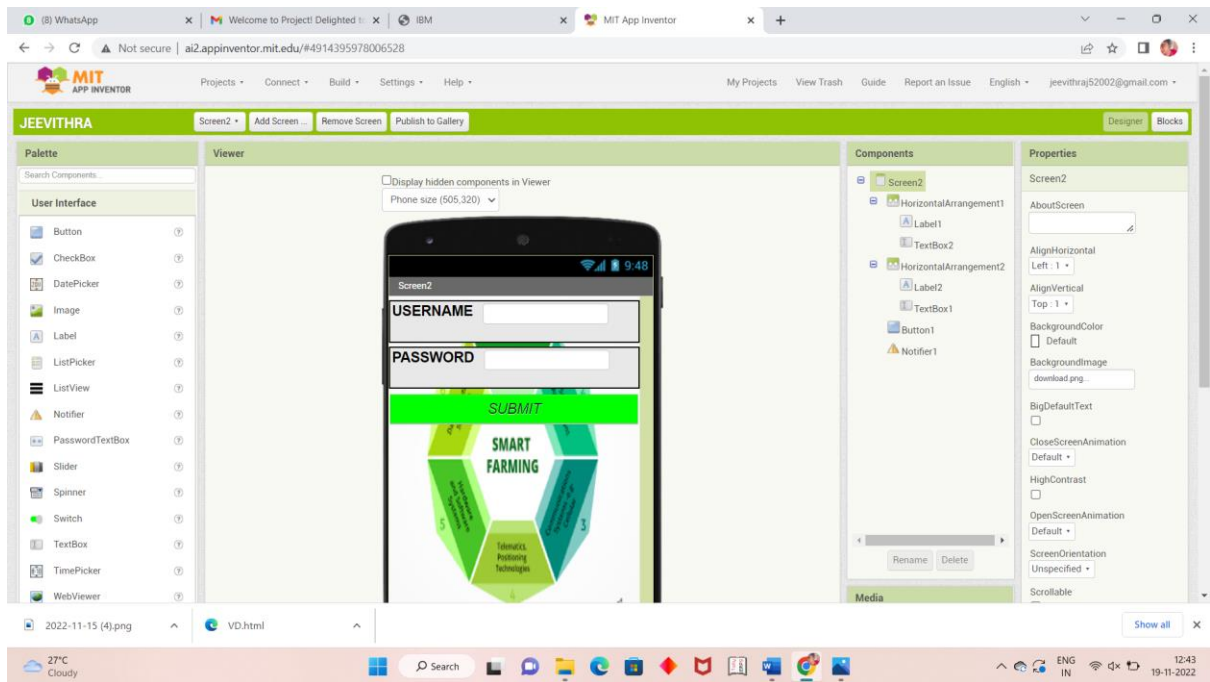 (8) WhatsApp
Welcome to Project! Delighted t
IBM
MIT App Inventor
Not secure | ai2.appinventor.mit.edu/#4914395978006528
MIT
APP INVENTOR
Projects Connect Build Settings Help
My Projects View Trash Guide Report an Issue English jeevithraj52002@gmail.com
JEEVITHRA
Screen2 Add Screen ... Remove Screen Publish to Gallery
Designer Blocks
Palette
Search Components...
User Interface
Button
CheckBox
DatePicker
Image
Label
ListPicker
ListView
Notifier
PasswordTextBox
Slider
Spinner
Switch
TextBox
TimePicker
WebViewer
Viewer
Display hidden components in Viewer
Phone size (505,320)
9:48
Screen2
USERNAME
PASSWORD
SUBMIT
SMART
FARMING
Hardware
and Software
Systems
5
3
Telematics,
Positioning
Technologies
4
Components
Screen2
HorizontalArrangement1
Label1
TextBox2
HorizontalArrangement2
Label2
TextBox1
Button1
Notifier1
Rename Delete
Media
Properties
Screen2
AboutScreen
AlignHorizontal
Left : 1
AlignVertical
Top : 1
BackgroundColor
Default
BackgroundImage
download.png...
BigDefaultText
CloseScreenAnimation
Default
HighContrast
OpenScreenAnimation
Default
ScreenOrientation
Unspecified
Scrollable
2022-11-15 (4).png
VD.html
Show all
27°C
Cloudy
Search
ENG
IN
12:43
19-11-2022